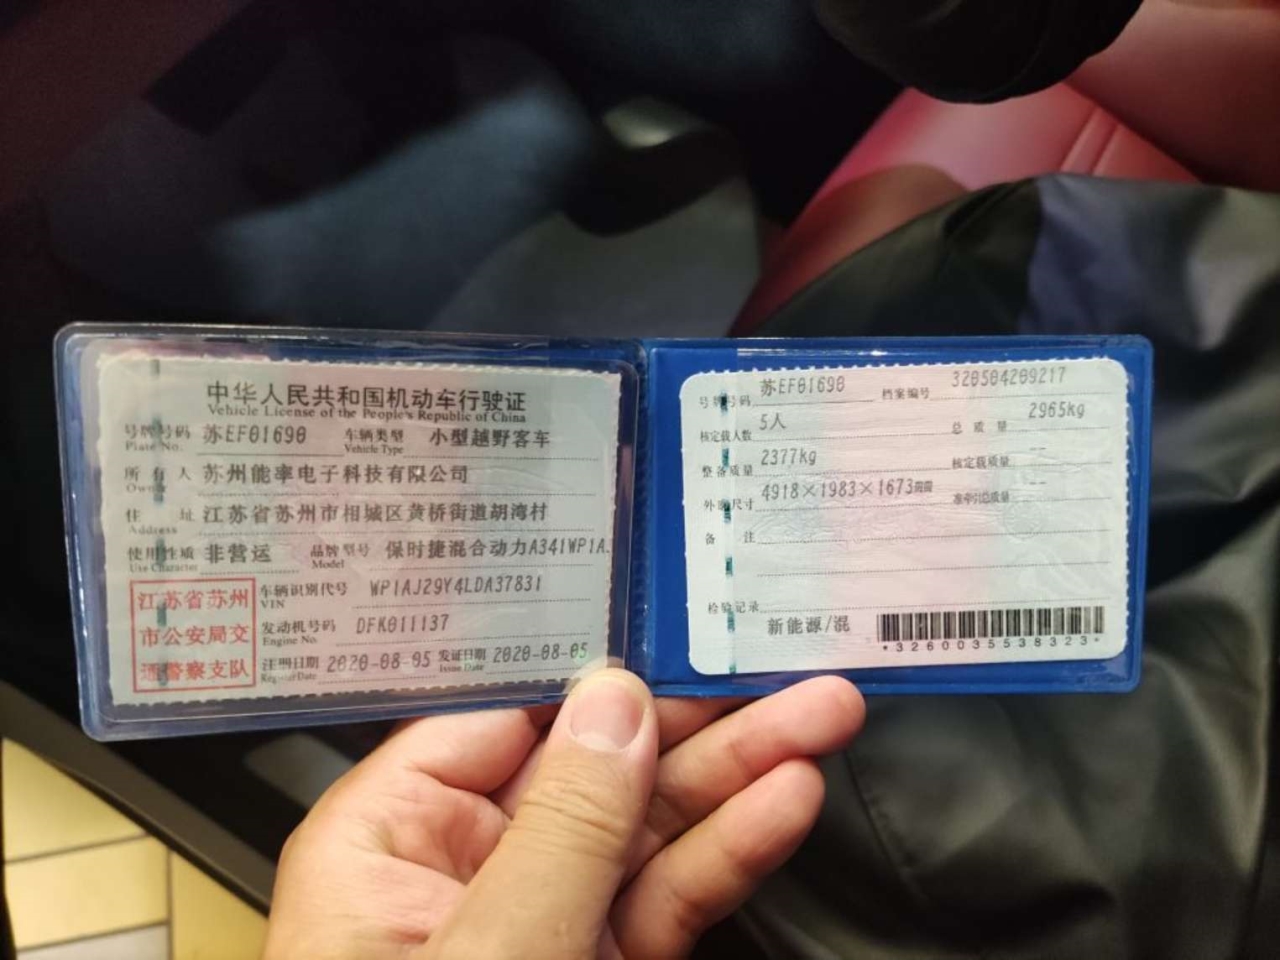 中华人民共和国机动车行驶证
Vehicle License of the People's Republic of China
号牌号码 苏EF01690 车辆类型 小型越野客车
Plate No. Vehicle Type
所有人 苏州能率电子科技有限公司
Owner
住址 江苏省苏州市相城区黄桥街道胡湾村
Address
使用性质 非营运 品牌型号 保时捷混合动力A341WP1A
Use Character Model
江苏省苏州
市公安局交
通警察支队
车辆识别代号 WP1AJ29Y4LDA37831
VIN
发动机号码 DFK011137
Engine No.
注册日期 2020-08-05 发证日期 2020-08-05
Register Date Issue Date
号牌号码 苏EF01690 档案编号 320504209217
核定载人数 5人 总质量 2965kg
整备质量 2377kg 核定载质量 --
外廓尺寸 4918×1983×1673 准牵引总质量 --
备注
检验记录
新能源/混
*3260035538323*